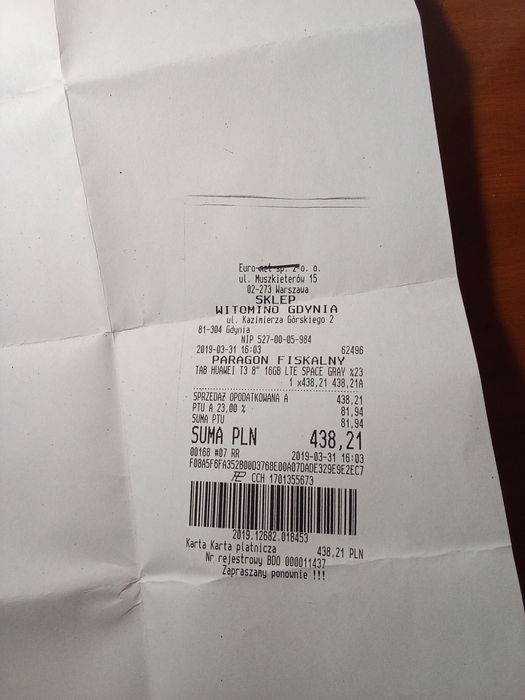 Euro-net sp. z o. o.
ul. Muszkieterów 15
02-273 Warszawa
SKLEP
WITOMINO GDYNIA
ul. Kazimierza Górskiego 2
81-304 Gdynia
NIP 527-00-05-984
2019-03-31 16:03 62496
PARAGON FISKALNY
TAB HUAWEI T3 8" 16GB LTE SPACE GRAY %23
1 x438,21 438,21A
SPRZEDAŻ OPODATKOWANA A 438,21
PTU A 23,00 % 81,94
SUMA PTU 81,94
SUMA PLN 438,21
00168 #07 RR 2019-03-31 16:03
F08A5F6FA352B00D3768E00A07DADE329E9E2EC7
CCH 1701355673
2019.12682.018453
Karta Karta płatnicza 438,21 PLN
Nr rejestrowy BDO 000011437
Zapraszamy ponownie !!!